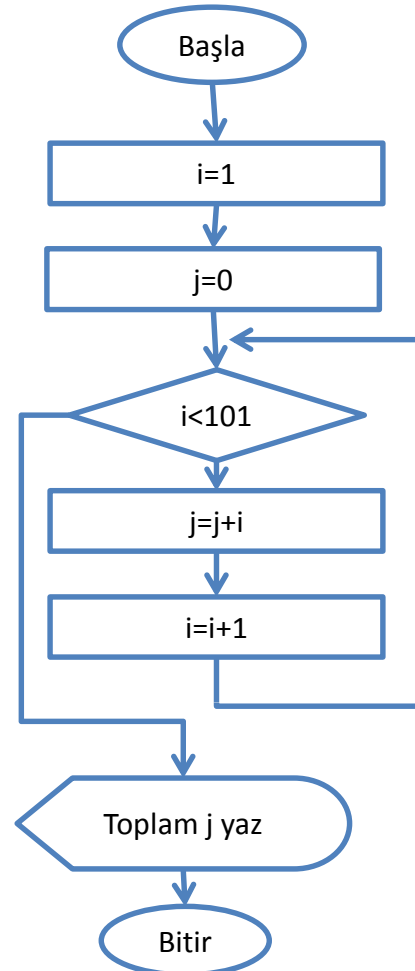 Başla
i=1
j=0
i<101
j=j+i
i=i+1
Toplam j yaz
Bitir